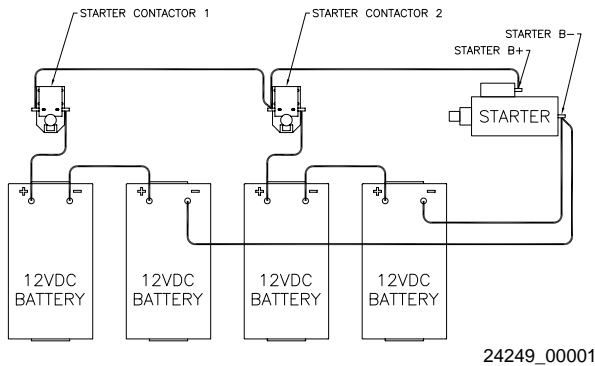 STARTER CONTACTOR 1
STARTER CONTACTOR 2
STARTER B−
STARTER B+
STARTER
+ −
+ −
+ −
+ −
12VDC
BATTERY
12VDC
BATTERY
12VDC
BATTERY
12VDC
BATTERY
24249_00001